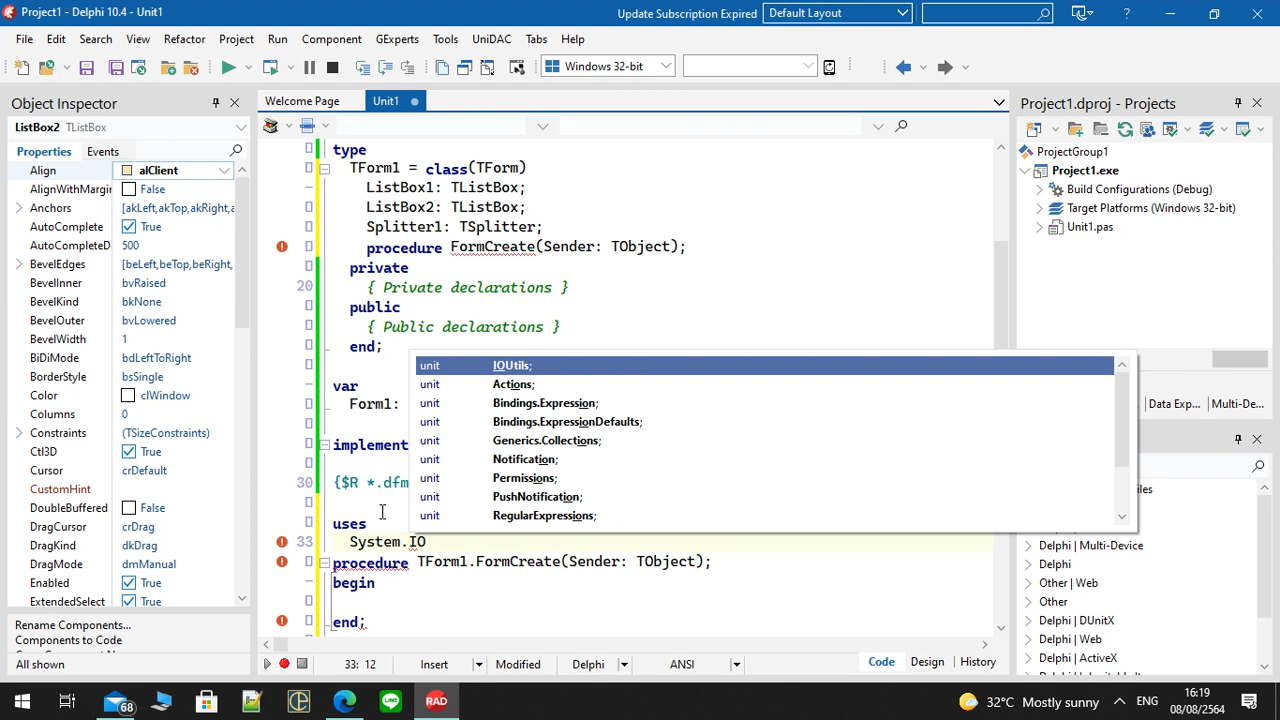 Project1 - Delphi 10.4 - Unit1
Update Subscription Expired
Default Layout
?
File Edit Search View Refactor Project Run Component GExperts Tools UniDAC Tabs Help
Windows 32-bit
Object Inspector
ListBox2 TListBox
Properties Events
Align alClient
AlignWithMargin False
Anchors [akLeft,akTop,akRight,a
AutoComplete True
AutoCompleteD 500
BevelEdges [beLeft,beTop,beRight,
BevelInner bvRaised
BevelKind bkNone
BevelOuter bvLowered
BevelWidth 1
BiDiMode bdLeftToRight
BorderStyle bsSingle
Color clWindow
Columns 0
Constraints (TSizeConstraints)
Ctl3D True
Cursor crDefault
CustomHint
DoubleBuffered False
DragCursor crDrag
DragKind dkDrag
DragMode dmManual
Enabled True
ExtendedSelect True
Rename Components...
Components to Code
All shown
Welcome Page Unit1
type
TForm1 = class(TForm)
ListBox1: TListBox;
ListBox2: TListBox;
Splitter1: TSplitter;
procedure FormCreate(Sender: TObject);
private
20 { Private declarations }
public
{ Public declarations }
end;
var
Form1:
implement
30 {$R *.dfm
uses
33 System.IO
procedure TForm1.FormCreate(Sender: TObject);
begin
end;
unit IOUtils;
unit Actions;
unit Bindings.Expression;
unit Bindings.ExpressionDefaults;
unit Generics.Collections;
unit Notification;
unit Permissions;
unit PushNotification;
unit RegularExpressions;
33: 12 Insert Modified Delphi ANSI Code Design History
Project1.dproj - Projects
ProjectGroup1
Project1.exe
Build Configurations (Debug)
Target Platforms (Windows 32-bit)
Unit1.pas
Data Exp... Multi-De...
iles
Delphi | Multi-Device
Delphi
Other | Web
Other
Delphi | DUnitX
Delphi | Web
Delphi | ActiveX
68
LINE
RAD
32°C Mostly sunny
ENG
16:19
08/08/2564